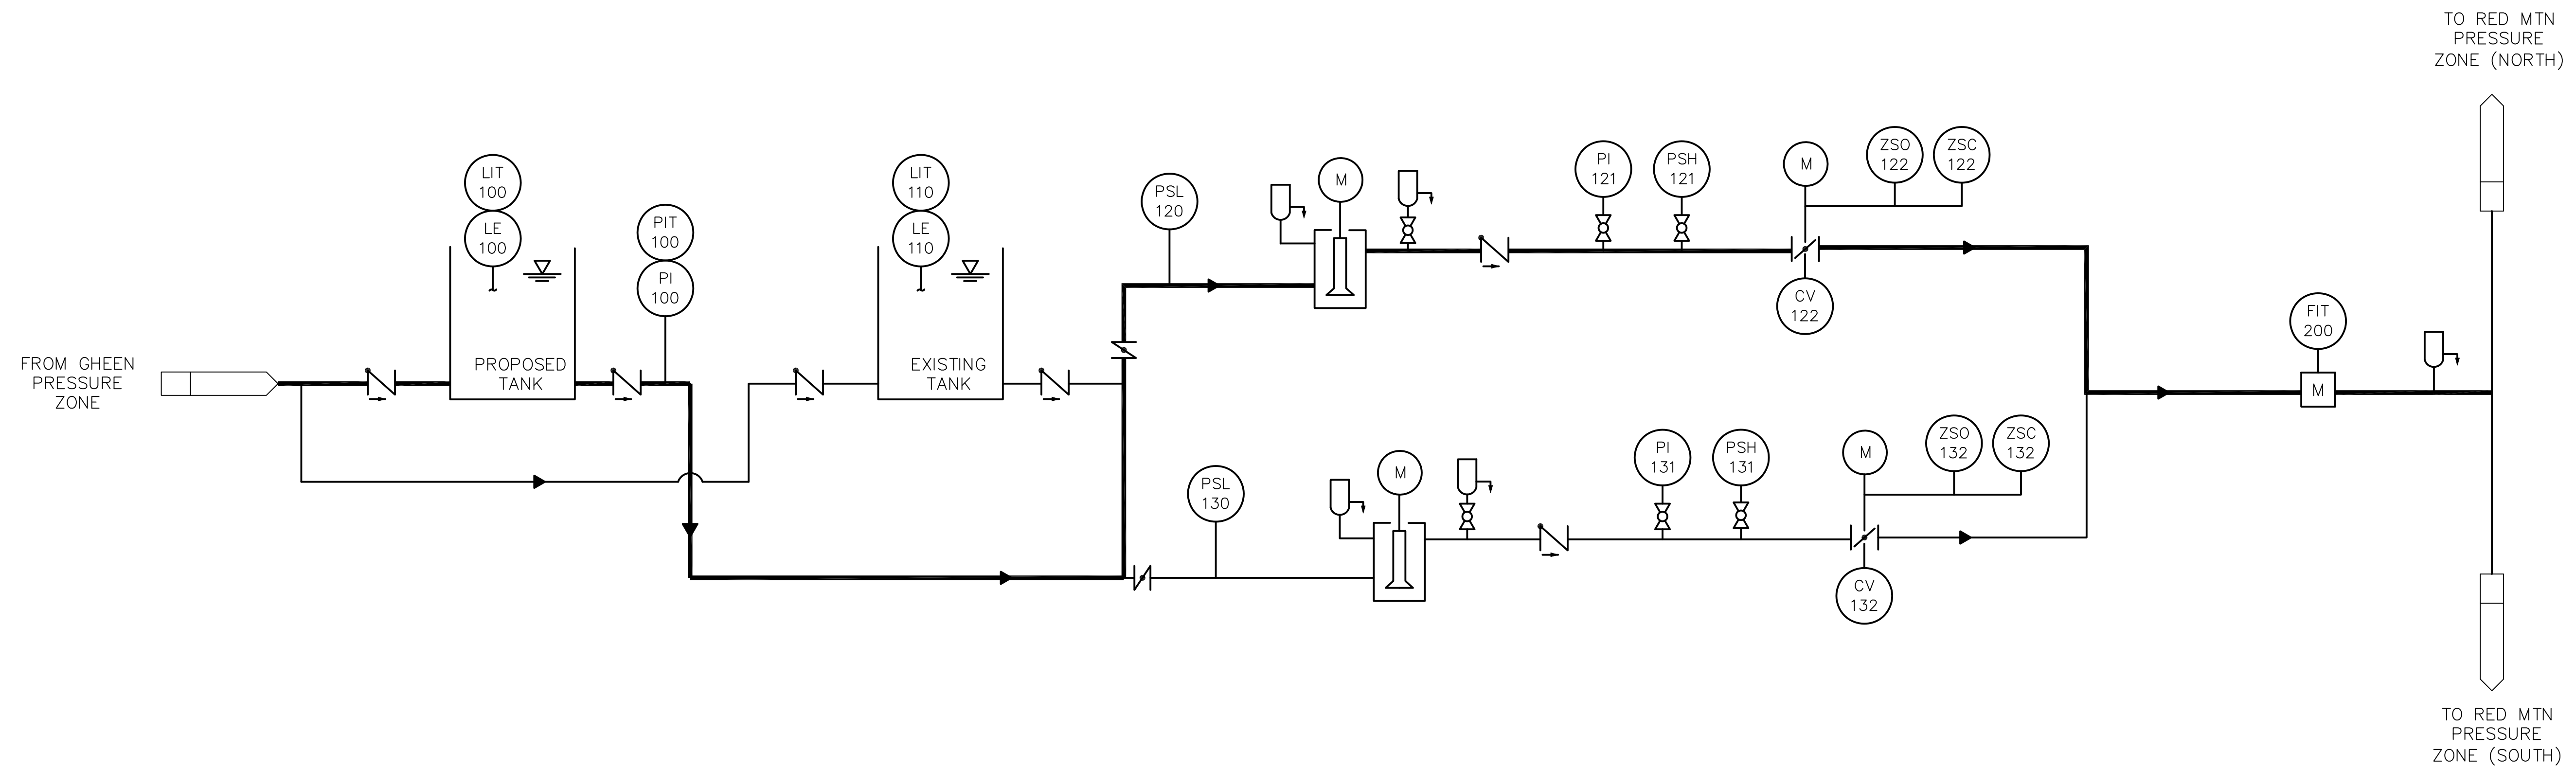 TO RED MTN
PRESSURE
ZONE (NORTH)
LIT
100
LE
100
PIT
100
PI
100
LIT
110
LE
110
PSL
120
M
PI
121
PSH
121
M
ZSO
122
ZSC
122
CV
122
FROM GHEEN
PRESSURE
ZONE
PROPOSED
TANK
EXISTING
TANK
FIT
200
M
PSL
130
M
PI
131
PSH
131
M
ZSO
132
ZSC
132
CV
132
TO RED MTN
PRESSURE
ZONE (SOUTH)